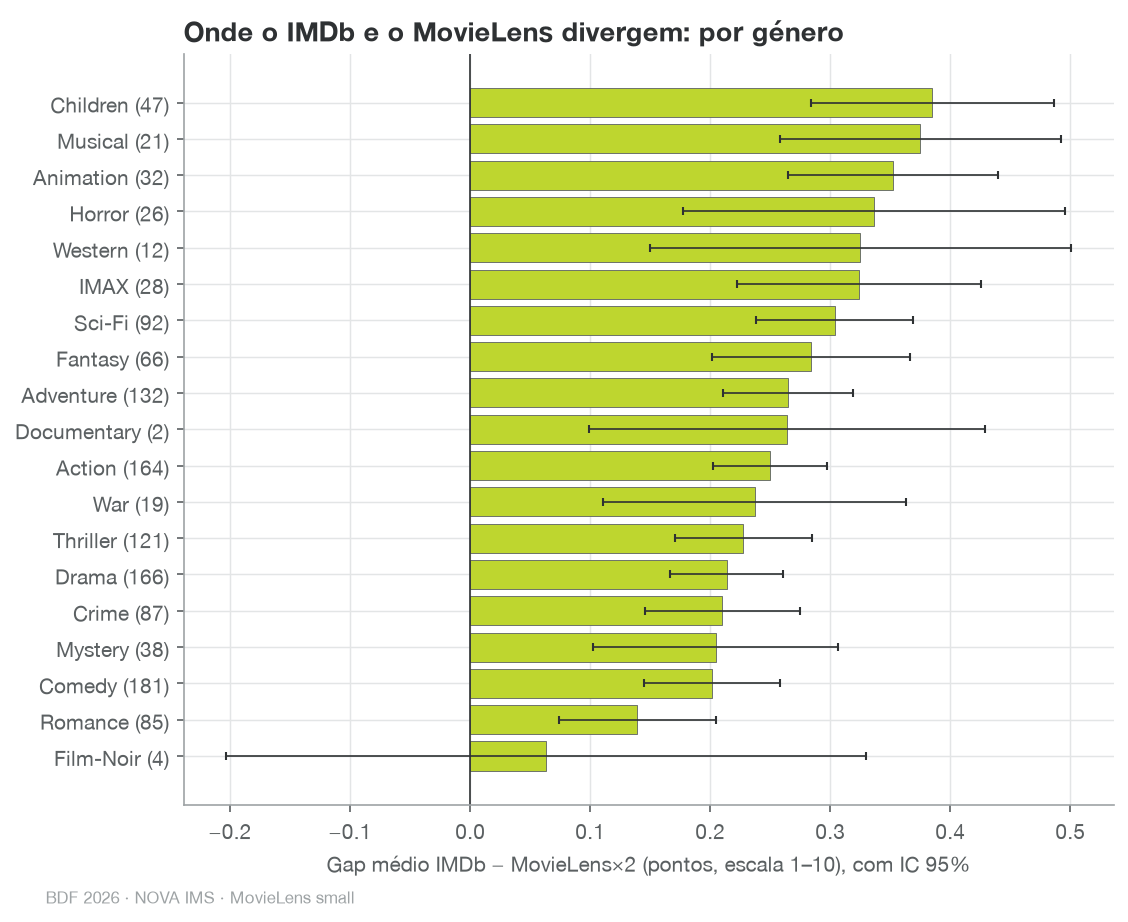 Onde o IMDb e o MovieLens divergem: por género
Children (47)
Musical (21)
Animation (32)
Horror (26)
Western (12)
IMAX (28)
Sci-Fi (92)
Fantasy (66)
Adventure (132)
Documentary (2)
Action (164)
War (19)
Thriller (121)
Drama (166)
Crime (87)
Mystery (38)
Comedy (181)
Romance (85)
Film-Noir (4)
−0.2 −0.1 0.0 0.1 0.2 0.3 0.4 0.5
Gap médio IMDb − MovieLens×2 (pontos, escala 1–10), com IC 95%
BDF 2026 · NOVA IMS · MovieLens small